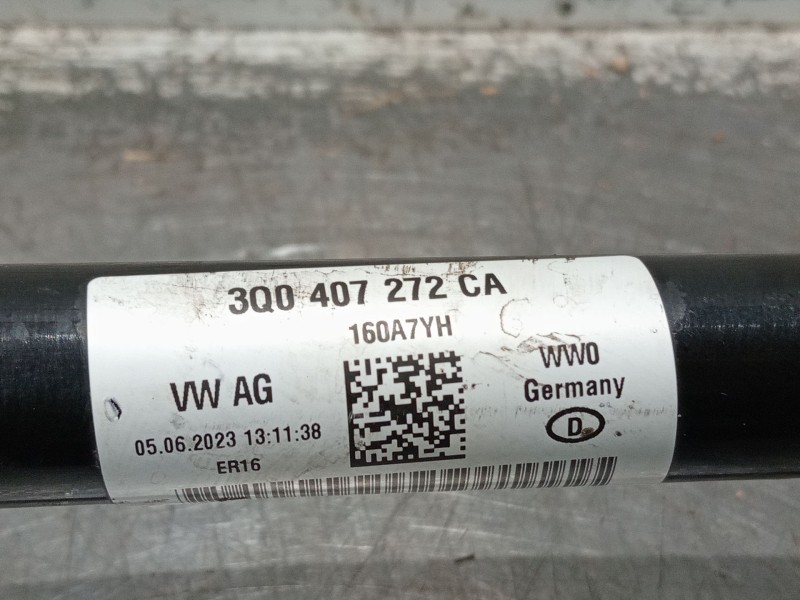 3Q0 407 272 CA
160A7YH
VW AG
WW0
Germany
05.06.2023 13:11:38
D
ER16